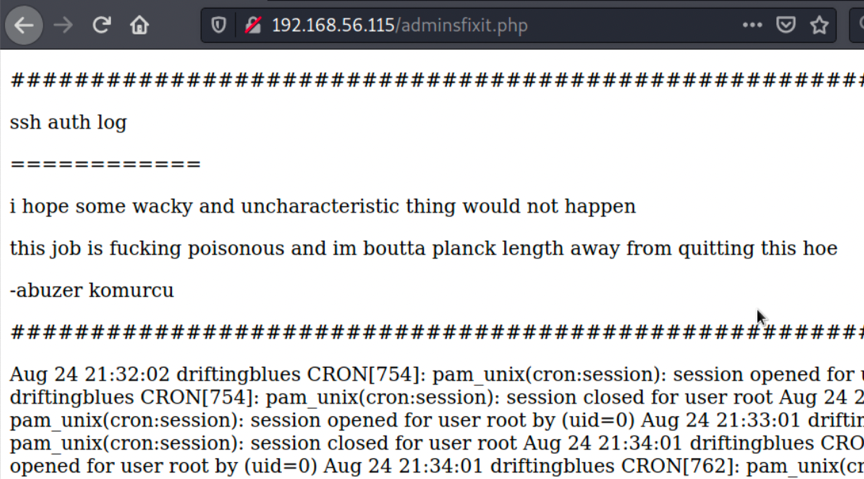 192.168.56.115/adminsfixit.php
####################################################
ssh auth log
============
i hope some wacky and uncharacteristic thing would not happen
this job is fucking poisonous and im boutta planck length away from quitting this hoe
-abuzer komurcu
####################################################
Aug 24 21:32:02 driftingblues CRON[754]: pam_unix(cron:session): session opened for
driftingblues CRON[754]: pam_unix(cron:session): session closed for user root Aug 24 2
pam_unix(cron:session): session opened for user root by (uid=0) Aug 24 21:33:01 driftin
pam_unix(cron:session): session closed for user root Aug 24 21:34:01 driftingblues CRO
opened for user root by (uid=0) Aug 24 21:34:01 driftingblues CRON[762]: pam_unix(cr